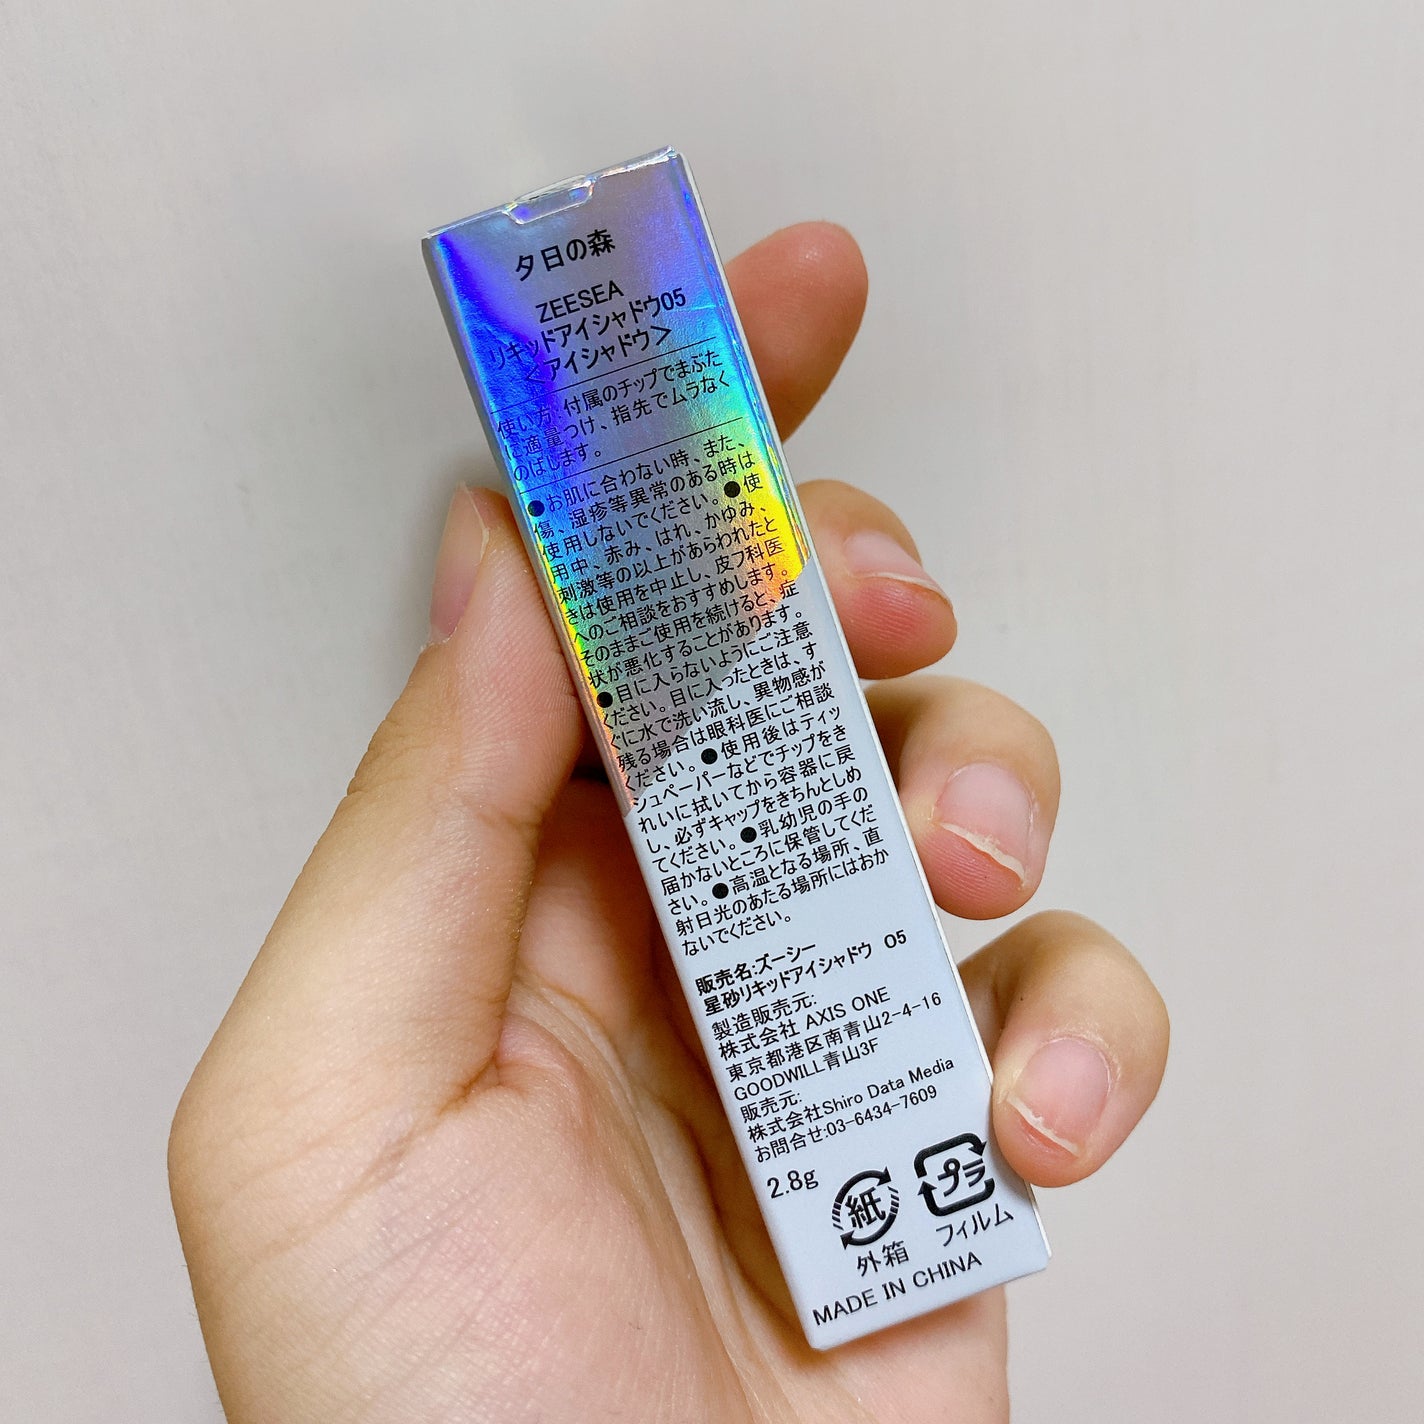 夕日の森
ZEESEA
リキッドアイシャドウ05
<アイシャドウ>
使い方:付属のチップでまぶた
に適量つけ、指先でムラなく
のばします。
●お肌に合わない時、また、
傷、湿疹等異常のある時は
使用しないでください。●使
用中、赤み、はれ、かゆみ、
刺激等の以上があらわれたと
きは使用を中止し、皮フ科医
へのご相談をおすすめします。
そのままご使用を続けると、症
状が悪化することがあります。
●目に入らないようにご注意
ください。目に入ったときは、す
ぐに水で洗い流し、異物感が
残る場合は眼科医にご相談
ください。●使用後はティッ
シュペーパーなどでチップをき
れいに拭いてから容器に戻
し、必ずキャップをきちんとしめ
てください。●乳幼児の手の
届かないところに保管してくだ
さい。●高温となる場所、直
射日光のあたる場所にはおか
ないでください。
販売名:ズーシー
星砂リキッドアイシャドウ 05
製造販売元:
株式会社 AXIS ONE
東京都港区南青山2-4-16
GOODWILL青山3F
販売元:
株式会社Shiro Data Media
お問合せ:03-6434-7609
2.8g
紙
プラ
外箱
フィルム
MADE IN CHINA